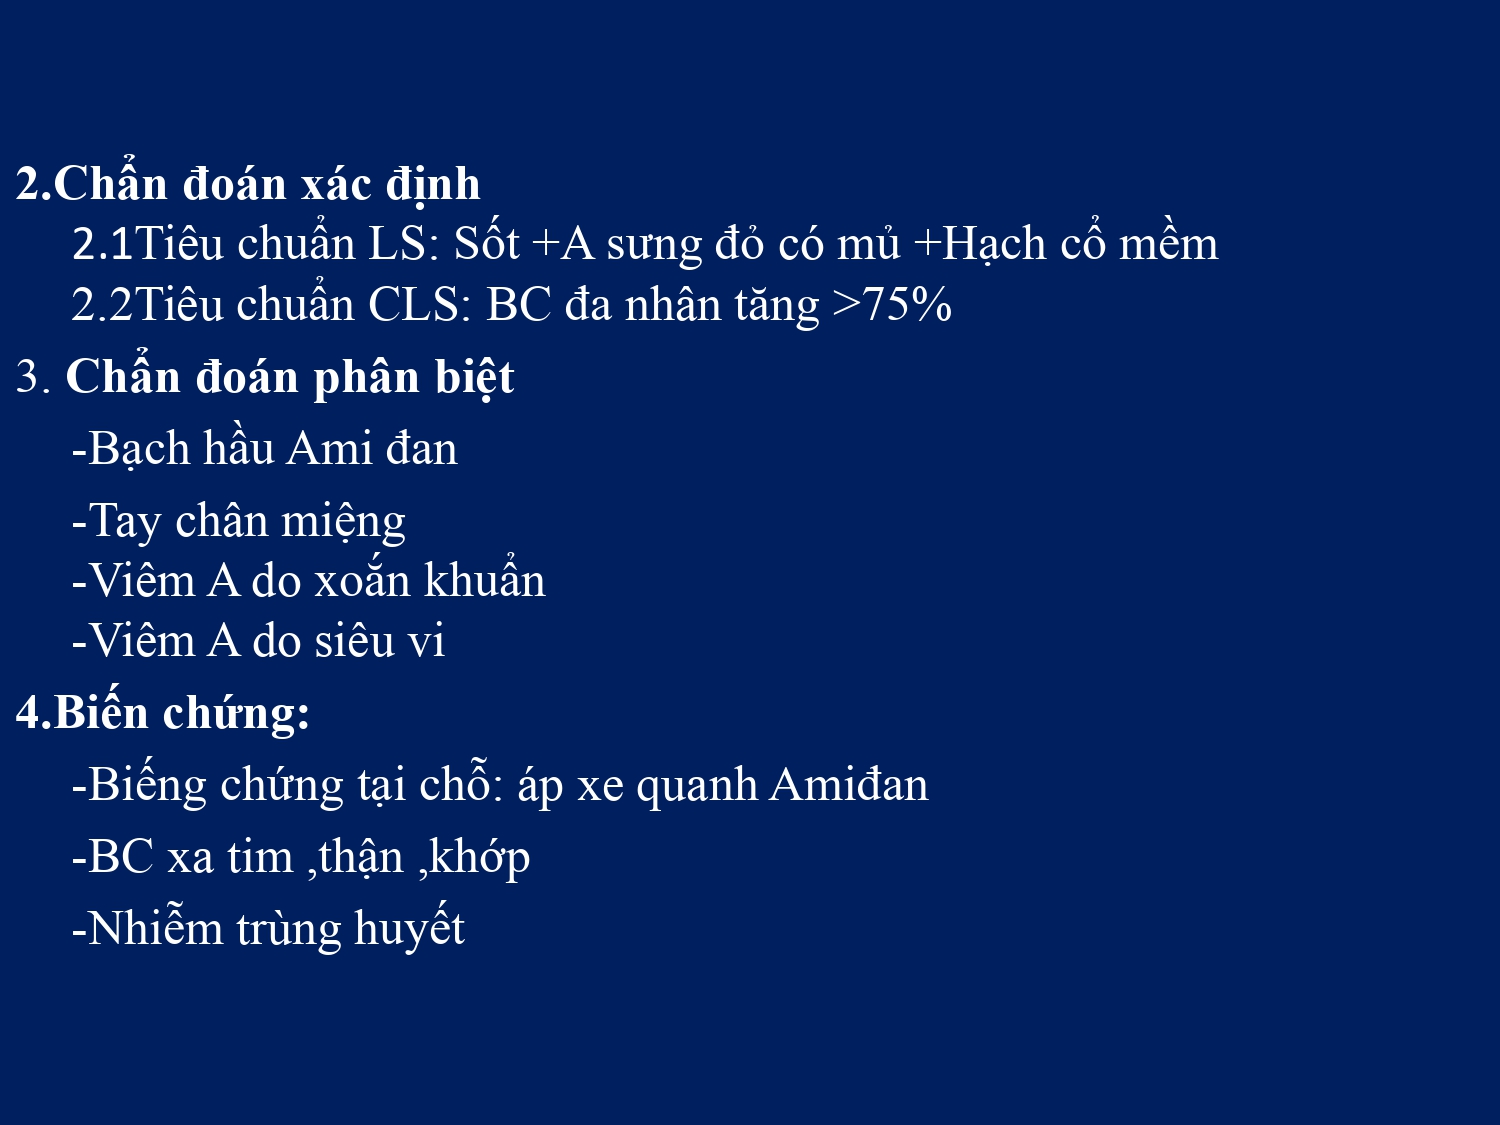 2.Chẩn đoán xác định
2.1Tiêu chuẩn LS: Sốt +A sưng đỏ có mủ +Hạch cổ mềm
2.2Tiêu chuẩn CLS: BC đa nhân tăng >75%
3. Chẩn đoán phân biệt
-Bạch hầu Ami đan
-Tay chân miệng
-Viêm A do xoắn khuẩn
-Viêm A do siêu vi
4.Biến chứng:
-Biếng chứng tại chỗ: áp xe quanh Amiđan
-BC xa tim ,thận ,khớp
-Nhiễm trùng huyết